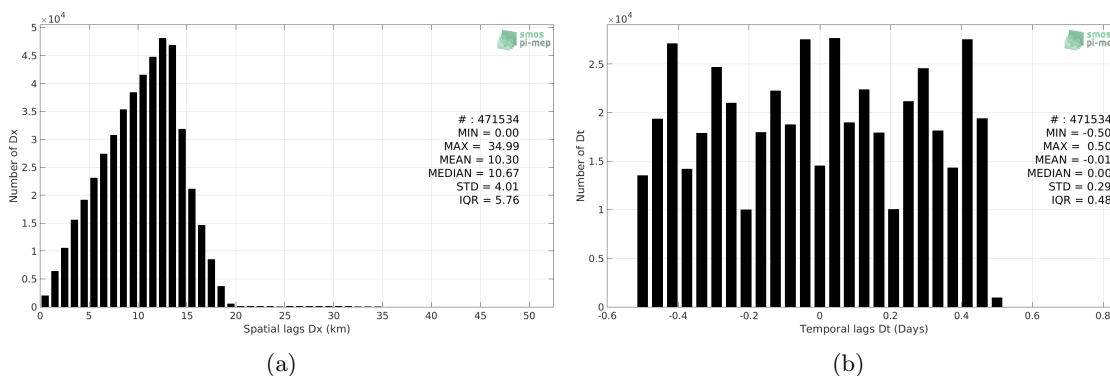 ×10⁴
5
4.5
4
3.5
3
2.5
2
1.5
1
0.5
0
0 5 10 15 20 25 30 35 40 45 50
Number of Dx
Spatial lags Dx (km)
smos
pi-mep
# : 471534
MIN = 0.00
MAX = 34.99
MEAN = 10.30
MEDIAN = 10.67
STD = 4.01
IQR = 5.76
(a)
×10⁴
2.5
2
1.5
1
0.5
0
-0.6 -0.4 -0.2 0 0.2 0.4 0.6 0.8
Number of Dt
Temporal lags Dt (Days)
smos
pi-mep
# : 471534
MIN = -0.50
MAX = 0.50
MEAN = -0.01
MEDIAN = 0.00
STD = 0.29
IQR = 0.48
(b)